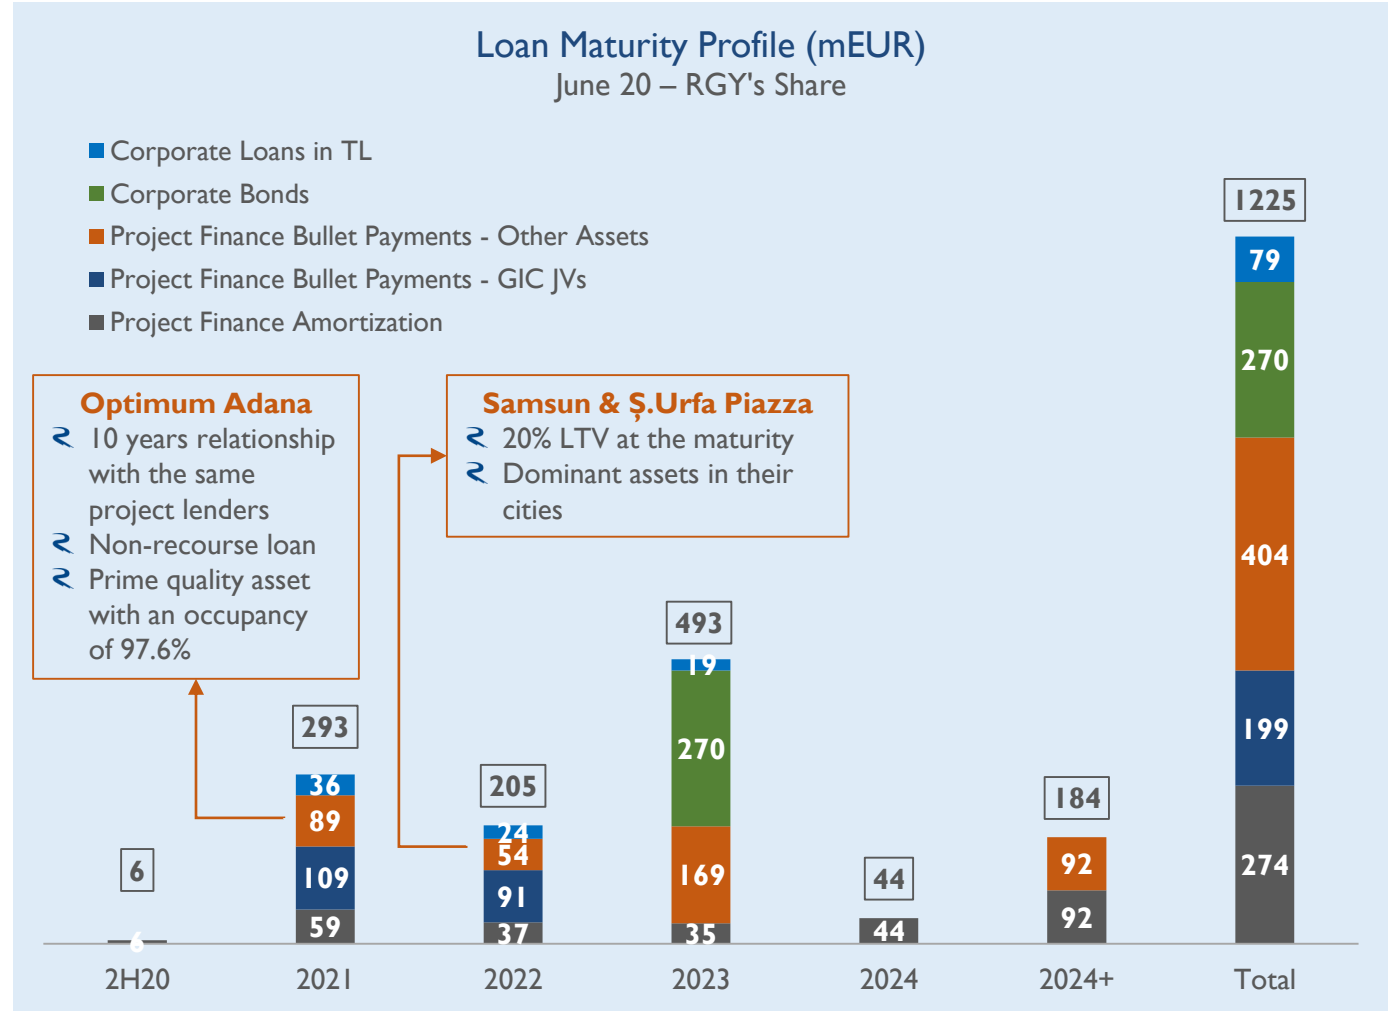 Loan Maturity Profile (mEUR)
June 20 – RGY's Share
Corporate Loans in TL
Corporate Bonds
Project Finance Bullet Payments - Other Assets
Project Finance Bullet Payments - GIC JVs
Project Finance Amortization
Optimum Adana
10 years relationship
with the same
project lenders
Non-recourse loan
Prime quality asset
with an occupancy
of 97.6%
Samsun & Ș.Urfa Piazza
20% LTV at the maturity
Dominant assets in their
cities
6
6
293
36
89
109
59
205
24
54
91
37
493
19
270
169
35
44
44
184
92
92
1225
79
270
404
199
274
2H20
2021
2022
2023
2024
2024+
Total